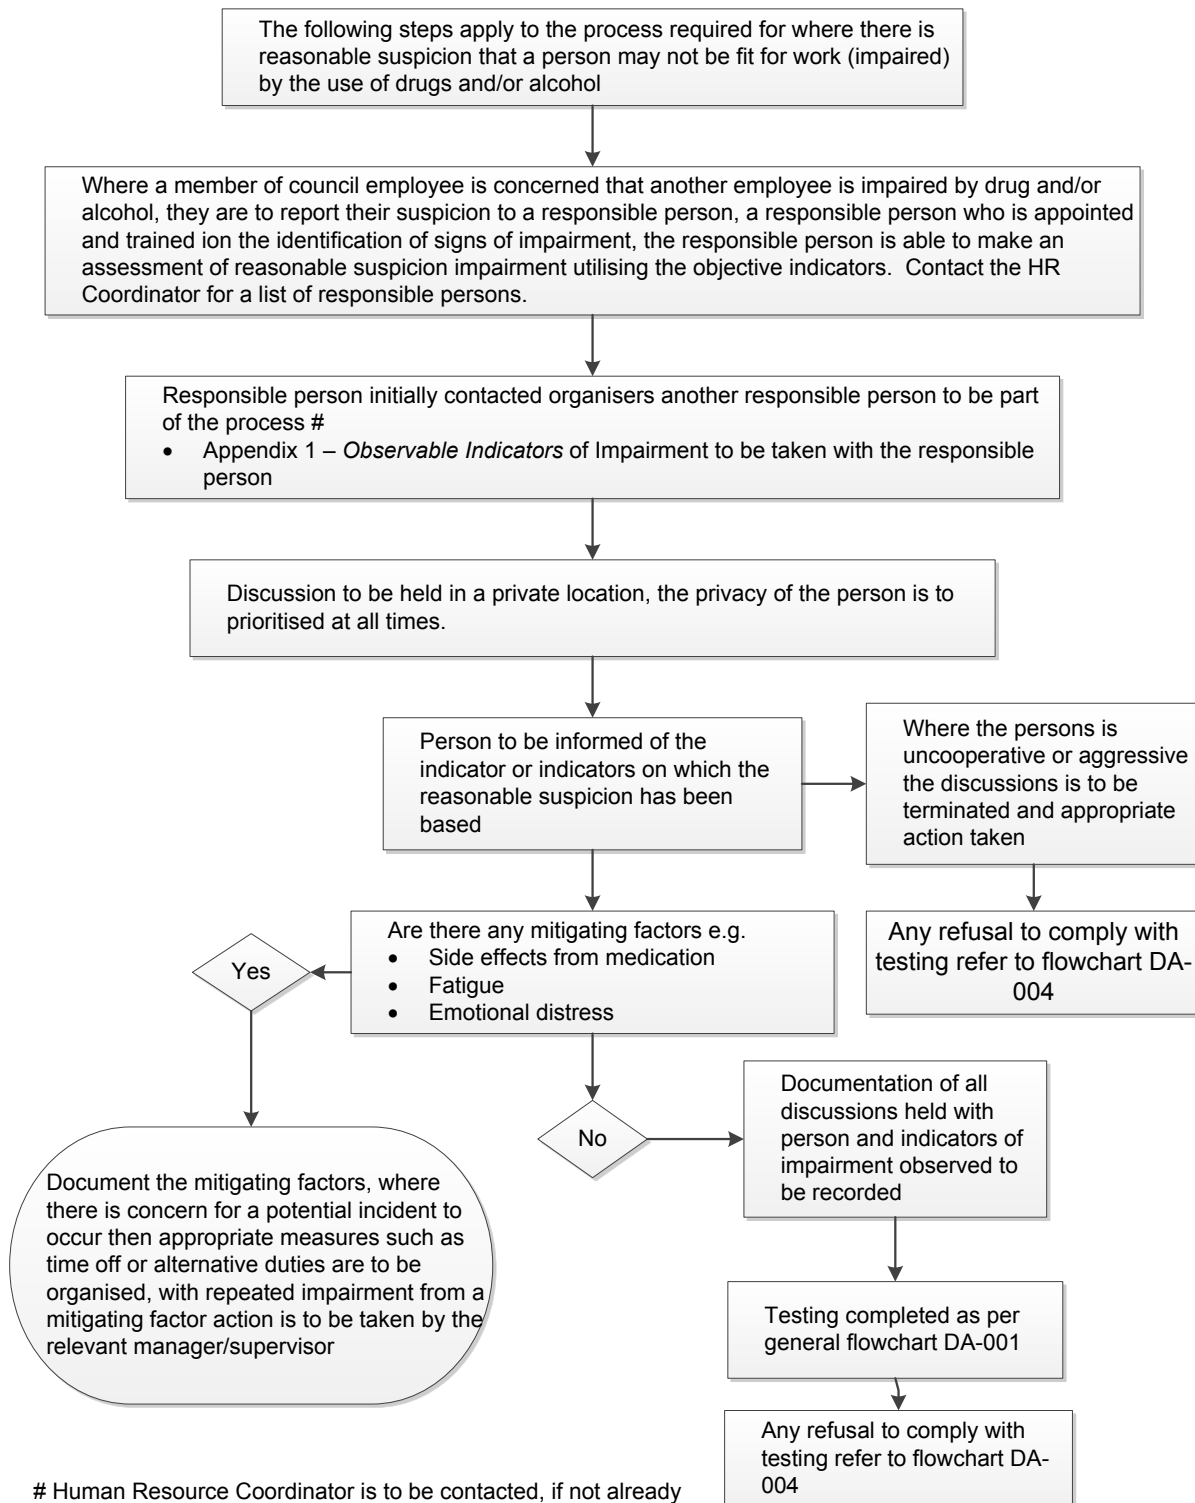 The following steps apply to the process required for where there is
reasonable suspicion that a person may not be fit for work (impaired)
by the use of drugs and/or alcohol
Where a member of council employee is concerned that another employee is impaired by drug and/or
alcohol, they are to report their suspicion to a responsible person, a responsible person who is appointed
and trained ion the identification of signs of impairment, the responsible person is able to make an
assessment of reasonable suspicion impairment utilising the objective indicators.  Contact the HR
Coordinator for a list of responsible persons.
Responsible person initially contacted organisers another responsible person to be part
of the process #
• Appendix 1 – Observable Indicators of Impairment to be taken with the responsible
person
Discussion to be held in a private location, the privacy of the person is to
prioritised at all times.
Person to be informed of the
indicator or indicators on which the
reasonable suspicion has been
based
Where the persons is
uncooperative or aggressive
the discussions is to be
terminated and appropriate
action taken
Any refusal to comply with
testing refer to flowchart DA-
004
Are there any mitigating factors e.g.
• Side effects from medication
• Fatigue
• Emotional distress
Yes
No
Documentation of all
discussions held with
person and indicators of
impairment observed to
be recorded
Document the mitigating factors, where
there is concern for a potential incident to
occur then appropriate measures such as
time off or alternative duties are to be
organised, with repeated impairment from a
mitigating factor action is to be taken by the
relevant manager/supervisor
Testing completed as per
general flowchart DA-001
Any refusal to comply with
testing refer to flowchart DA-
004
# Human Resource Coordinator is to be contacted, if not already